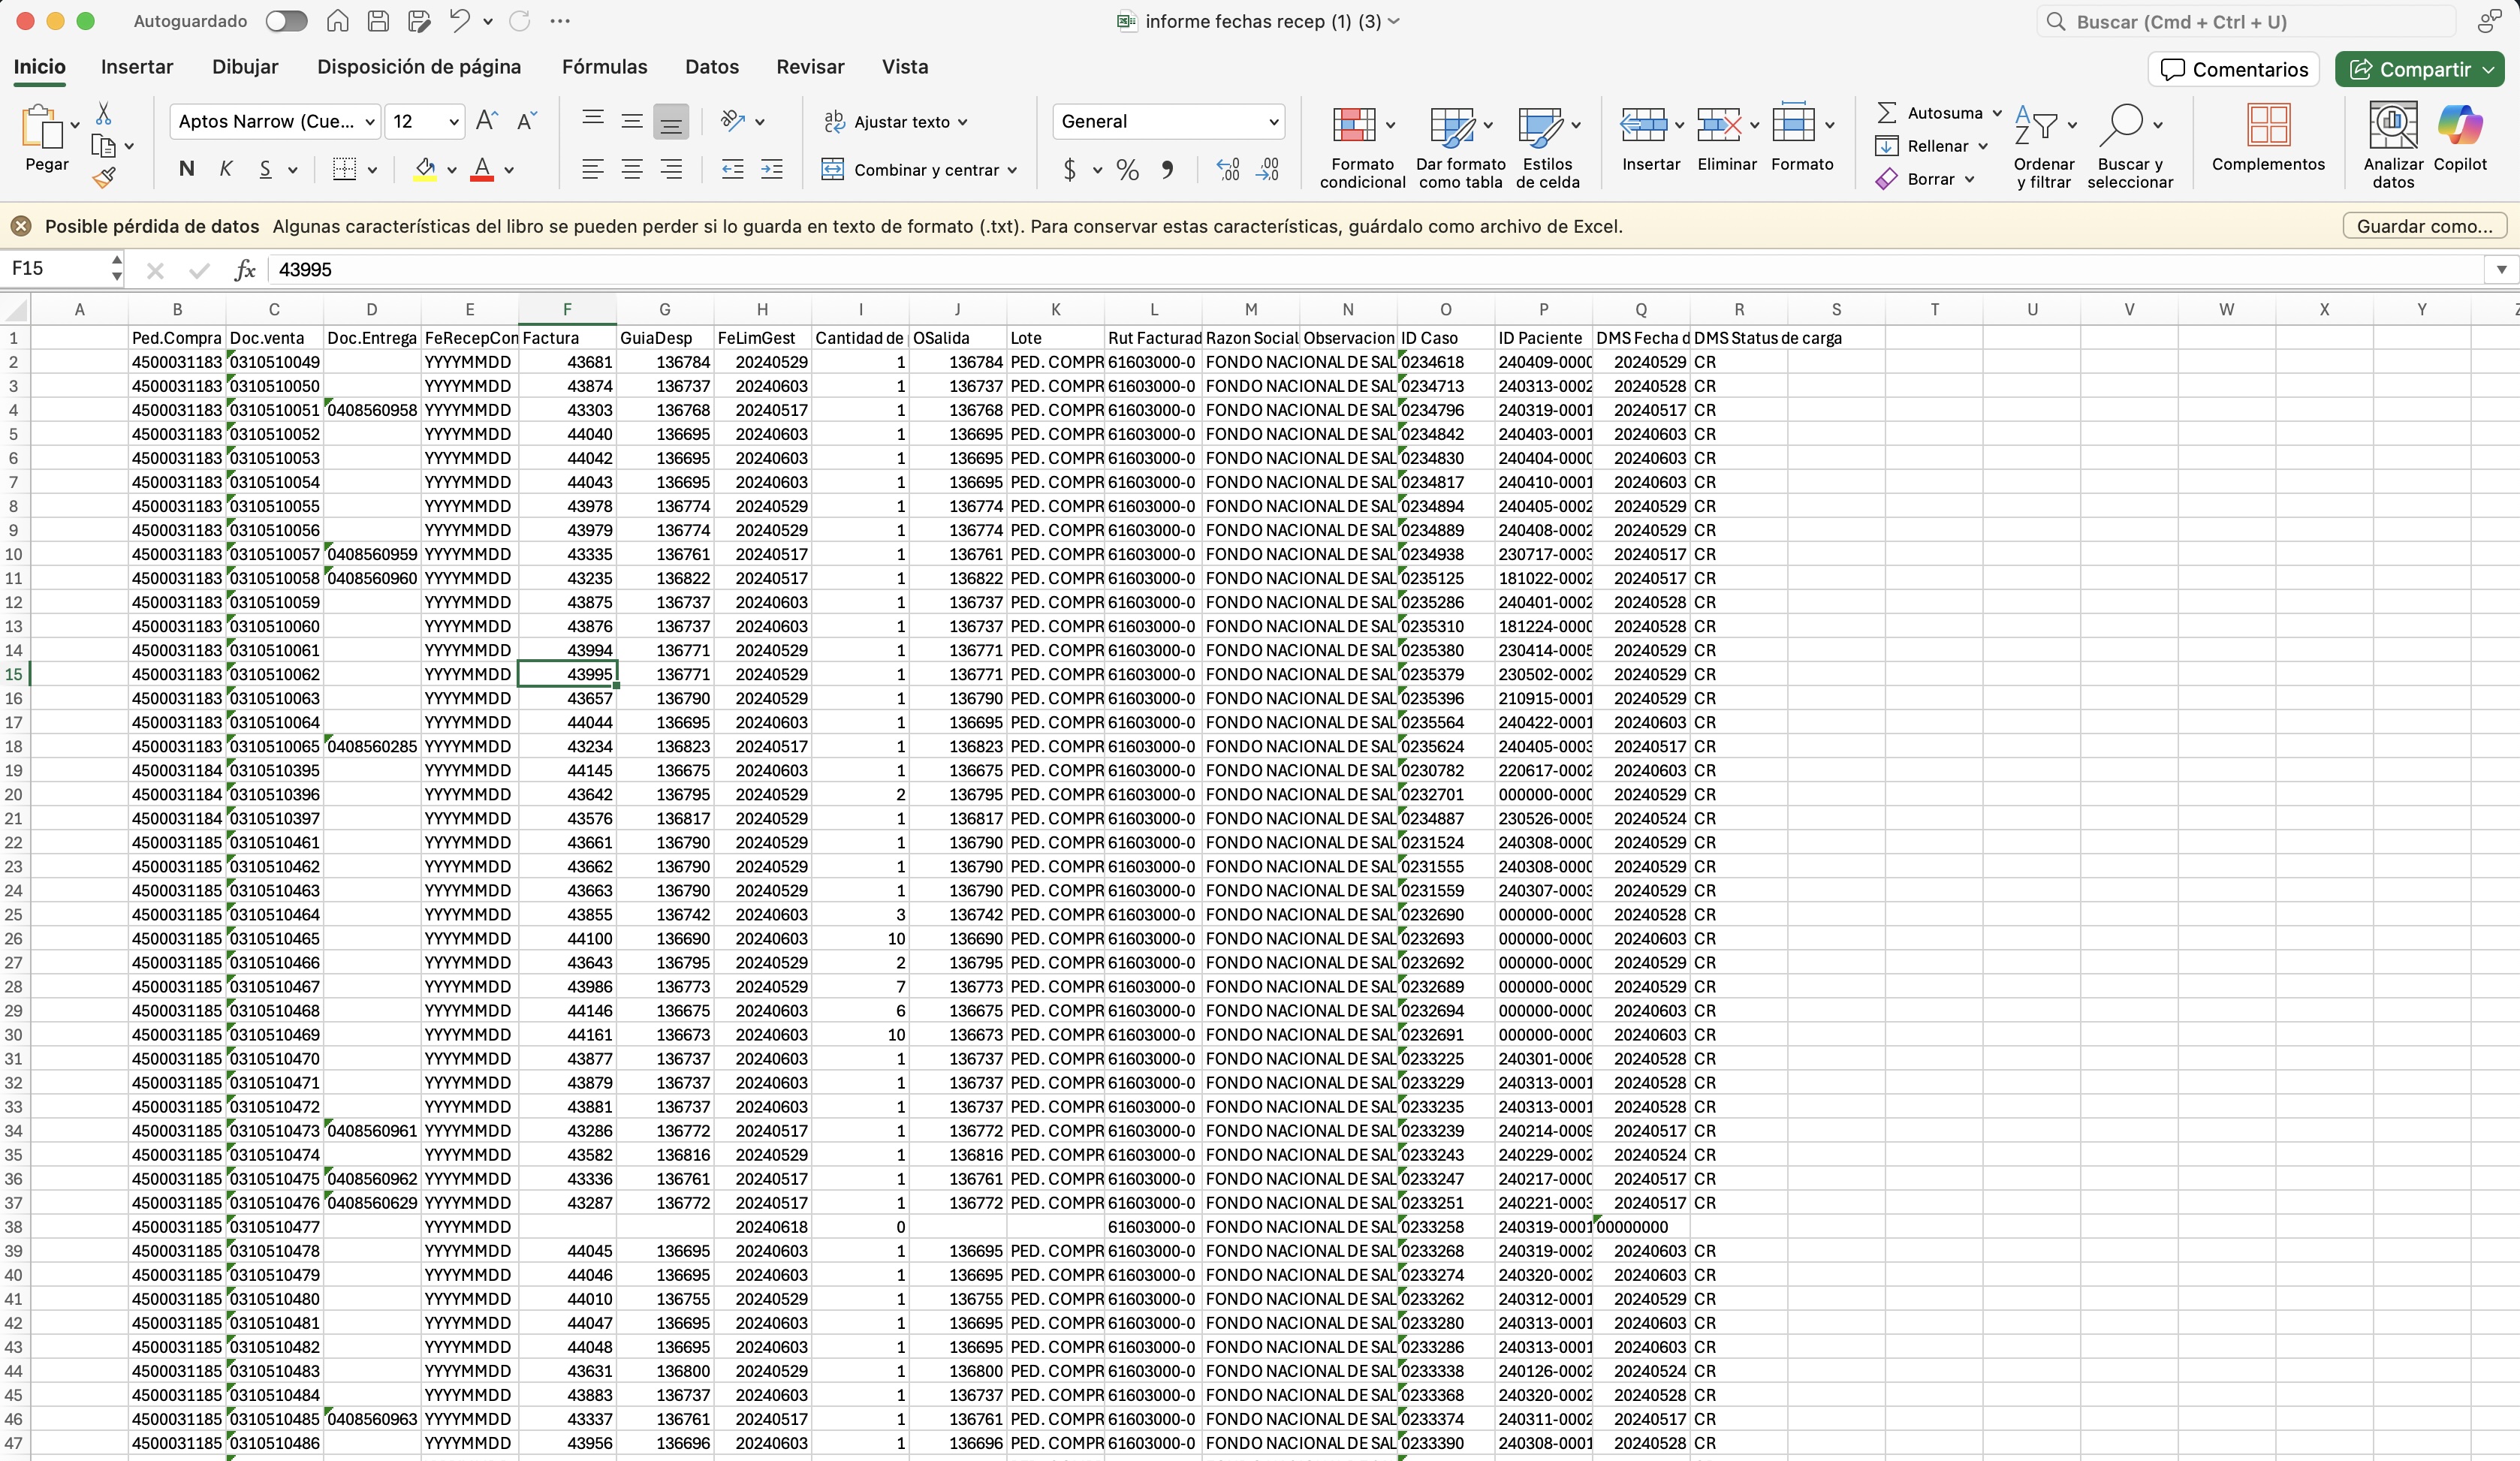 Autoguardado informe fechas recep (1) (3) Buscar (Cmd + Ctrl + U)
Inicio Insertar Dibujar Disposición de página Fórmulas Datos Revisar Vista Comentarios Compartir
Pegar Aptos Narrow (Cue... 12 Ajustar texto General Formato condicional Dar formato como tabla Estilos de celda Insertar Eliminar Formato Autosuma Ordenar y filtrar Buscar y seleccionar Complementos Analizar datos Copilot
N K S A Combinar y centrar $ % Rellenar
Borrar
Posible pérdida de datos Algunas características del libro se pueden perder si lo guarda en texto de formato (.txt). Para conservar estas características, guárdalo como archivo de Excel. Guardar como...
F15 fx 43995
A B C D E F G H I J K L M N O P Q R S T U V W X Y Z
1 Ped.Compra Doc.venta Doc.Entrega FeRecepCon Factura GuiaDesp FeLimGest Cantidad de OSalida Lote Rut Facturad Razon Social Observacion ID Caso ID Paciente DMS Fecha d DMS Status de carga
2 4500031183 0310510049 YYYYMMDD 43681 136784 20240529 1 136784 PED. COMPR 61603000-0 FONDO NACIONAL DE SAL 0234618 240409-0000 20240529 CR
3 4500031183 0310510050 YYYYMMDD 43874 136737 20240603 1 136737 PED. COMPR 61603000-0 FONDO NACIONAL DE SAL 0234713 240313-0002 20240528 CR
4 4500031183 0310510051 0408560958 YYYYMMDD 43303 136768 20240517 1 136768 PED. COMPR 61603000-0 FONDO NACIONAL DE SAL 0234796 240319-0001 20240517 CR
5 4500031183 0310510052 YYYYMMDD 44040 136695 20240603 1 136695 PED. COMPR 61603000-0 FONDO NACIONAL DE SAL 0234842 240403-0001 20240603 CR
6 4500031183 0310510053 YYYYMMDD 44042 136695 20240603 1 136695 PED. COMPR 61603000-0 FONDO NACIONAL DE SAL 0234830 240404-0000 20240603 CR
7 4500031183 0310510054 YYYYMMDD 44043 136695 20240603 1 136695 PED. COMPR 61603000-0 FONDO NACIONAL DE SAL 0234817 240410-0001 20240603 CR
8 4500031183 0310510055 YYYYMMDD 43978 136774 20240529 1 136774 PED. COMPR 61603000-0 FONDO NACIONAL DE SAL 0234894 240405-0002 20240529 CR
9 4500031183 0310510056 YYYYMMDD 43979 136774 20240529 1 136774 PED. COMPR 61603000-0 FONDO NACIONAL DE SAL 0234889 240408-0002 20240529 CR
10 4500031183 0310510057 0408560959 YYYYMMDD 43335 136761 20240517 1 136761 PED. COMPR 61603000-0 FONDO NACIONAL DE SAL 0234938 230717-0003 20240517 CR
11 4500031183 0310510058 0408560960 YYYYMMDD 43235 136822 20240517 1 136822 PED. COMPR 61603000-0 FONDO NACIONAL DE SAL 0235125 181022-0002 20240517 CR
12 4500031183 0310510059 YYYYMMDD 43875 136737 20240603 1 136737 PED. COMPR 61603000-0 FONDO NACIONAL DE SAL 0235286 240401-0002 20240528 CR
13 4500031183 0310510060 YYYYMMDD 43876 136737 20240603 1 136737 PED. COMPR 61603000-0 FONDO NACIONAL DE SAL 0235310 181224-0000 20240528 CR
14 4500031183 0310510061 YYYYMMDD 43994 136771 20240529 1 136771 PED. COMPR 61603000-0 FONDO NACIONAL DE SAL 0235380 230414-0005 20240529 CR
15 4500031183 0310510062 YYYYMMDD 43995 136771 20240529 1 136771 PED. COMPR 61603000-0 FONDO NACIONAL DE SAL 0235379 230502-0002 20240529 CR
16 4500031183 0310510063 YYYYMMDD 43657 136790 20240529 1 136790 PED. COMPR 61603000-0 FONDO NACIONAL DE SAL 0235396 210915-0001 20240529 CR
17 4500031183 0310510064 YYYYMMDD 44044 136695 20240603 1 136695 PED. COMPR 61603000-0 FONDO NACIONAL DE SAL 0235564 240422-0001 20240603 CR
18 4500031183 0310510065 0408560285 YYYYMMDD 43234 136823 20240517 1 136823 PED. COMPR 61603000-0 FONDO NACIONAL DE SAL 0235624 240405-0003 20240517 CR
19 4500031184 0310510395 YYYYMMDD 44145 136675 20240603 1 136675 PED. COMPR 61603000-0 FONDO NACIONAL DE SAL 0230782 220617-0002 20240603 CR
20 4500031184 0310510396 YYYYMMDD 43642 136795 20240529 2 136795 PED. COMPR 61603000-0 FONDO NACIONAL DE SAL 0232701 000000-0000 20240529 CR
21 4500031184 0310510397 YYYYMMDD 43576 136817 20240529 1 136817 PED. COMPR 61603000-0 FONDO NACIONAL DE SAL 0234887 230526-0005 20240524 CR
22 4500031185 0310510461 YYYYMMDD 43661 136790 20240529 1 136790 PED. COMPR 61603000-0 FONDO NACIONAL DE SAL 0231524 240308-0000 20240529 CR
23 4500031185 0310510462 YYYYMMDD 43662 136790 20240529 1 136790 PED. COMPR 61603000-0 FONDO NACIONAL DE SAL 0231555 240308-0000 20240529 CR
24 4500031185 0310510463 YYYYMMDD 43663 136790 20240529 1 136790 PED. COMPR 61603000-0 FONDO NACIONAL DE SAL 0231559 240307-0003 20240529 CR
25 4500031185 0310510464 YYYYMMDD 43855 136742 20240603 3 136742 PED. COMPR 61603000-0 FONDO NACIONAL DE SAL 0232690 000000-0000 20240528 CR
26 4500031185 0310510465 YYYYMMDD 44100 136690 20240603 10 136690 PED. COMPR 61603000-0 FONDO NACIONAL DE SAL 0232693 000000-0000 20240603 CR
27 4500031185 0310510466 YYYYMMDD 43643 136795 20240529 2 136795 PED. COMPR 61603000-0 FONDO NACIONAL DE SAL 0232692 000000-0000 20240529 CR
28 4500031185 0310510467 YYYYMMDD 43986 136773 20240529 7 136773 PED. COMPR 61603000-0 FONDO NACIONAL DE SAL 0232689 000000-0000 20240529 CR
29 4500031185 0310510468 YYYYMMDD 44146 136675 20240603 6 136675 PED. COMPR 61603000-0 FONDO NACIONAL DE SAL 0232694 000000-0000 20240603 CR
30 4500031185 0310510469 YYYYMMDD 44161 136673 20240603 10 136673 PED. COMPR 61603000-0 FONDO NACIONAL DE SAL 0232691 000000-0000 20240603 CR
31 4500031185 0310510470 YYYYMMDD 43877 136737 20240603 1 136737 PED. COMPR 61603000-0 FONDO NACIONAL DE SAL 0233225 240301-0006 20240528 CR
32 4500031185 0310510471 YYYYMMDD 43879 136737 20240603 1 136737 PED. COMPR 61603000-0 FONDO NACIONAL DE SAL 0233229 240313-0001 20240528 CR
33 4500031185 0310510472 YYYYMMDD 43881 136737 20240603 1 136737 PED. COMPR 61603000-0 FONDO NACIONAL DE SAL 0233235 240313-0001 20240528 CR
34 4500031185 0310510473 0408560961 YYYYMMDD 43286 136772 20240517 1 136772 PED. COMPR 61603000-0 FONDO NACIONAL DE SAL 0233239 240214-0009 20240517 CR
35 4500031185 0310510474 YYYYMMDD 43582 136816 20240529 1 136816 PED. COMPR 61603000-0 FONDO NACIONAL DE SAL 0233243 240229-0002 20240524 CR
36 4500031185 0310510475 0408560962 YYYYMMDD 43336 136761 20240517 1 136761 PED. COMPR 61603000-0 FONDO NACIONAL DE SAL 0233247 240217-0000 20240517 CR
37 4500031185 0310510476 0408560629 YYYYMMDD 43287 136772 20240517 1 136772 PED. COMPR 61603000-0 FONDO NACIONAL DE SAL 0233251 240221-0003 20240517 CR
38 4500031185 0310510477 YYYYMMDD 20240618 0 61603000-0 FONDO NACIONAL DE SAL 0233258 240319-0001 00000000
39 4500031185 0310510478 YYYYMMDD 44045 136695 20240603 1 136695 PED. COMPR 61603000-0 FONDO NACIONAL DE SAL 0233268 240319-0002 20240603 CR
40 4500031185 0310510479 YYYYMMDD 44046 136695 20240603 1 136695 PED. COMPR 61603000-0 FONDO NACIONAL DE SAL 0233274 240320-0002 20240603 CR
41 4500031185 0310510480 YYYYMMDD 44010 136755 20240529 1 136755 PED. COMPR 61603000-0 FONDO NACIONAL DE SAL 0233262 240312-0001 20240529 CR
42 4500031185 0310510481 YYYYMMDD 44047 136695 20240603 1 136695 PED. COMPR 61603000-0 FONDO NACIONAL DE SAL 0233280 240313-0001 20240603 CR
43 4500031185 0310510482 YYYYMMDD 44048 136695 20240603 1 136695 PED. COMPR 61603000-0 FONDO NACIONAL DE SAL 0233286 240313-0001 20240603 CR
44 4500031185 0310510483 YYYYMMDD 43631 136800 20240529 1 136800 PED. COMPR 61603000-0 FONDO NACIONAL DE SAL 0233338 240126-0002 20240524 CR
45 4500031185 0310510484 YYYYMMDD 43883 136737 20240603 1 136737 PED. COMPR 61603000-0 FONDO NACIONAL DE SAL 0233368 240320-0002 20240528 CR
46 4500031185 0310510485 0408560963 YYYYMMDD 43337 136761 20240517 1 136761 PED. COMPR 61603000-0 FONDO NACIONAL DE SAL 0233374 240311-0002 20240517 CR
47 4500031185 0310510486 YYYYMMDD 43956 136696 20240603 1 136696 PED. COMPR 61603000-0 FONDO NACIONAL DE SAL 0233390 240308-0001 20240528 CR